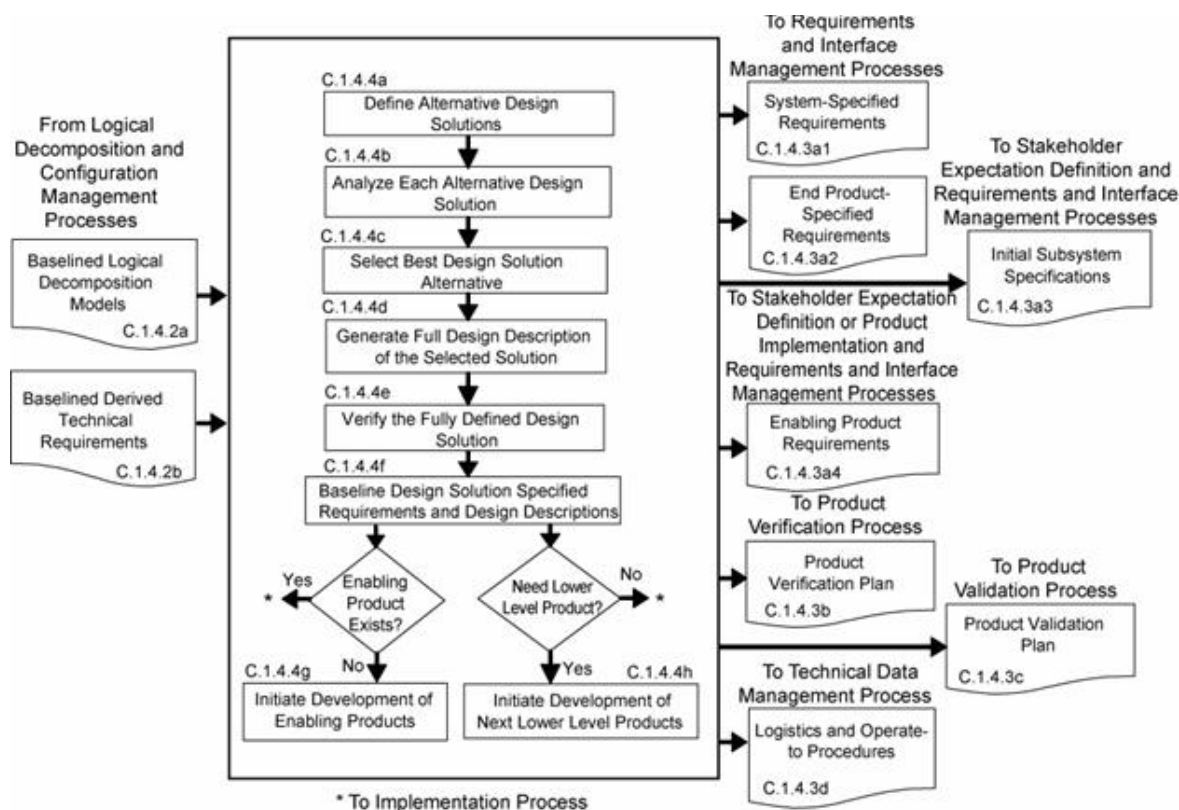 From Logical
Decomposition and
Configuration
Management
Processes
Baselined Logical
Decomposition
Models
C.1.4.2a
Baselined Derived
Technical
Requirements
C.1.4.2b
C.1.4.4a
Define Alternative Design
Solutions
C.1.4.4b
Analyze Each Alternative Design
Solution
C.1.4.4c
Select Best Design Solution
Alternative
C.1.4.4d
Generate Full Design Description
of the Selected Solution
C.1.4.4e
Verify the Fully Defined Design
Solution
C.1.4.4f
Baseline Design Solution Specified
Requirements and Design Descriptions
Yes
*
Enabling
Product
Exists?
No
Need Lower
Level Product?
No
*
Yes
C.1.4.4g
Initiate Development of
Enabling Products
C.1.4.4h
Initiate Development of
Next Lower Level Products
* To Implementation Process
To Requirements
and Interface
Management Processes
System-Specified
Requirements
C.1.4.3a1
End Product-
Specified
Requirements
C.1.4.3a2
To Stakeholder
Expectation Definition and
Requirements and Interface
Management Processes
Initial Subsystem
Specifications
C.1.4.3a3
To Stakeholder Expectation
Definition or Product
Implementation and
Requirements and Interface
Management Processes
Enabling Product
Requirements
C.1.4.3a4
To Product
Verification Process
Product
Verification Plan
C.1.4.3b
To Product
Validation Process
Product Validation
Plan
C.1.4.3c
To Technical Data
Management Process
Logistics and Operate-
to Procedures
C.1.4.3d